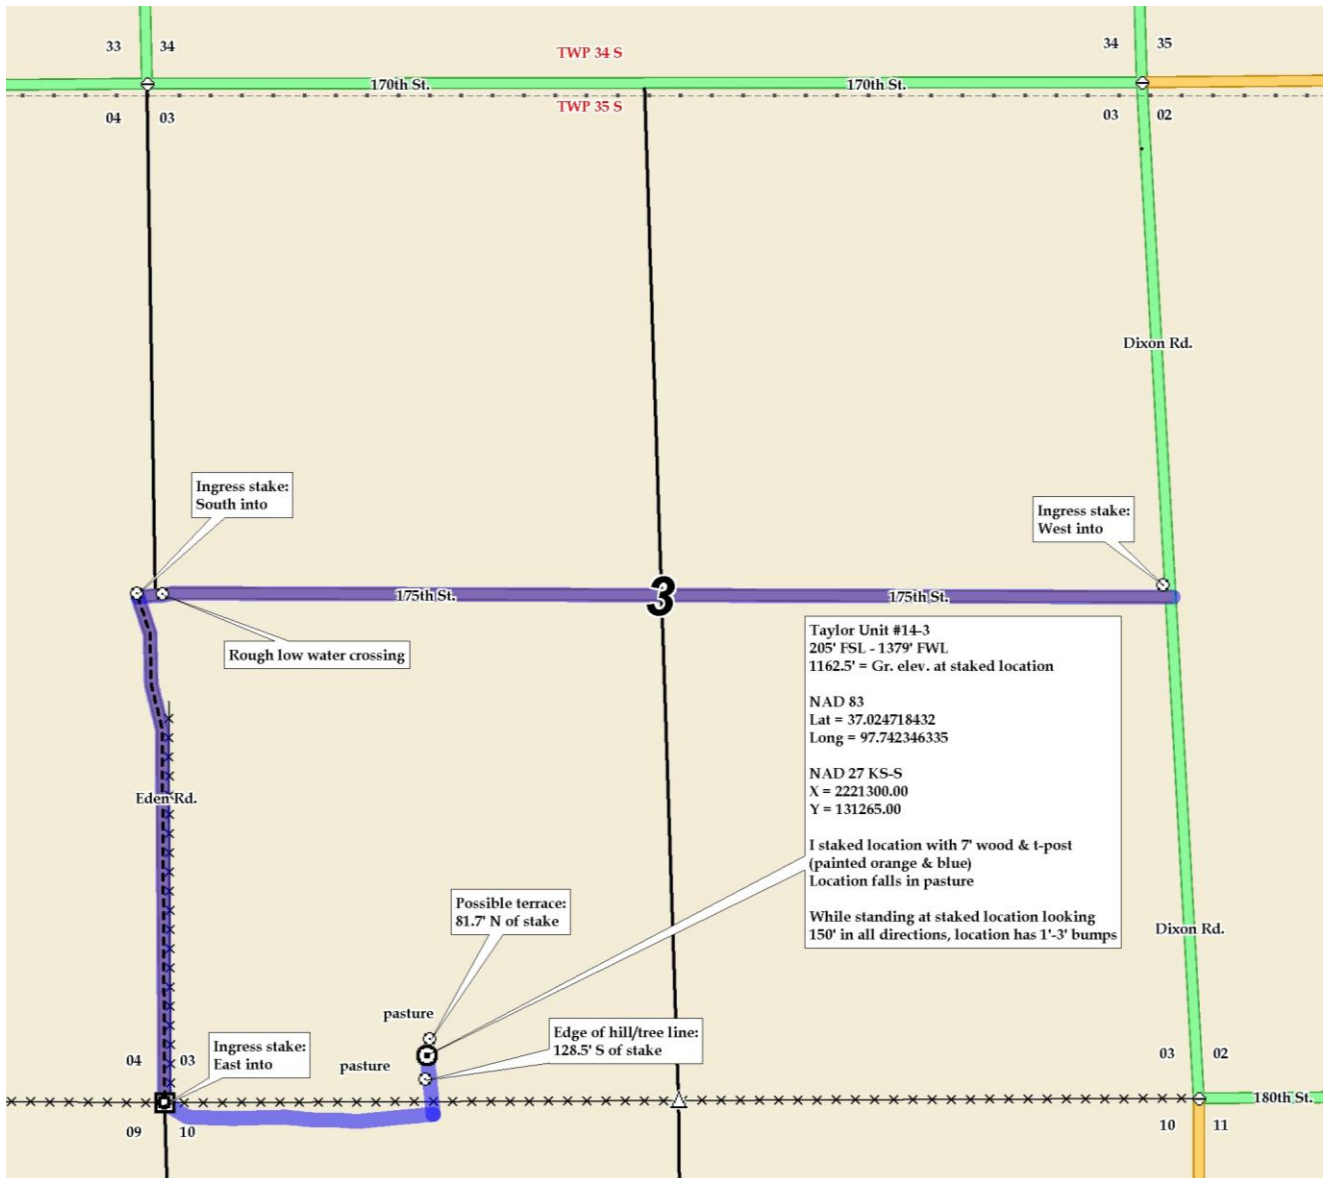 33 34
TWP 34 S
34 35
170th St.
170th St.
04 03
TWP 35 S
03 02
Dixon Rd.
Ingress stake:
South into
Ingress stake:
West into
175th St.
3
175th St.
Rough low water crossing
Taylor Unit #14-3
205' FSL - 1379' FWL
1162.5' = Gr. elev. at staked location
NAD 83
Lat = 37.024718432
Long = 97.742346335
NAD 27 KS-S
X = 2221300.00
Y = 131265.00
I staked location with 7' wood & t-post
(painted orange & blue)
Location falls in pasture
While standing at staked location looking
150' in all directions, location has 1'-3' bumps
Eden Rd.
Possible terrace:
81.7' N of stake
Dixon Rd.
pasture
pasture
Edge of hill/tree line:
128.5' S of stake
Ingress stake:
East into
04 03
03 02
180th St.
09 10
10 11